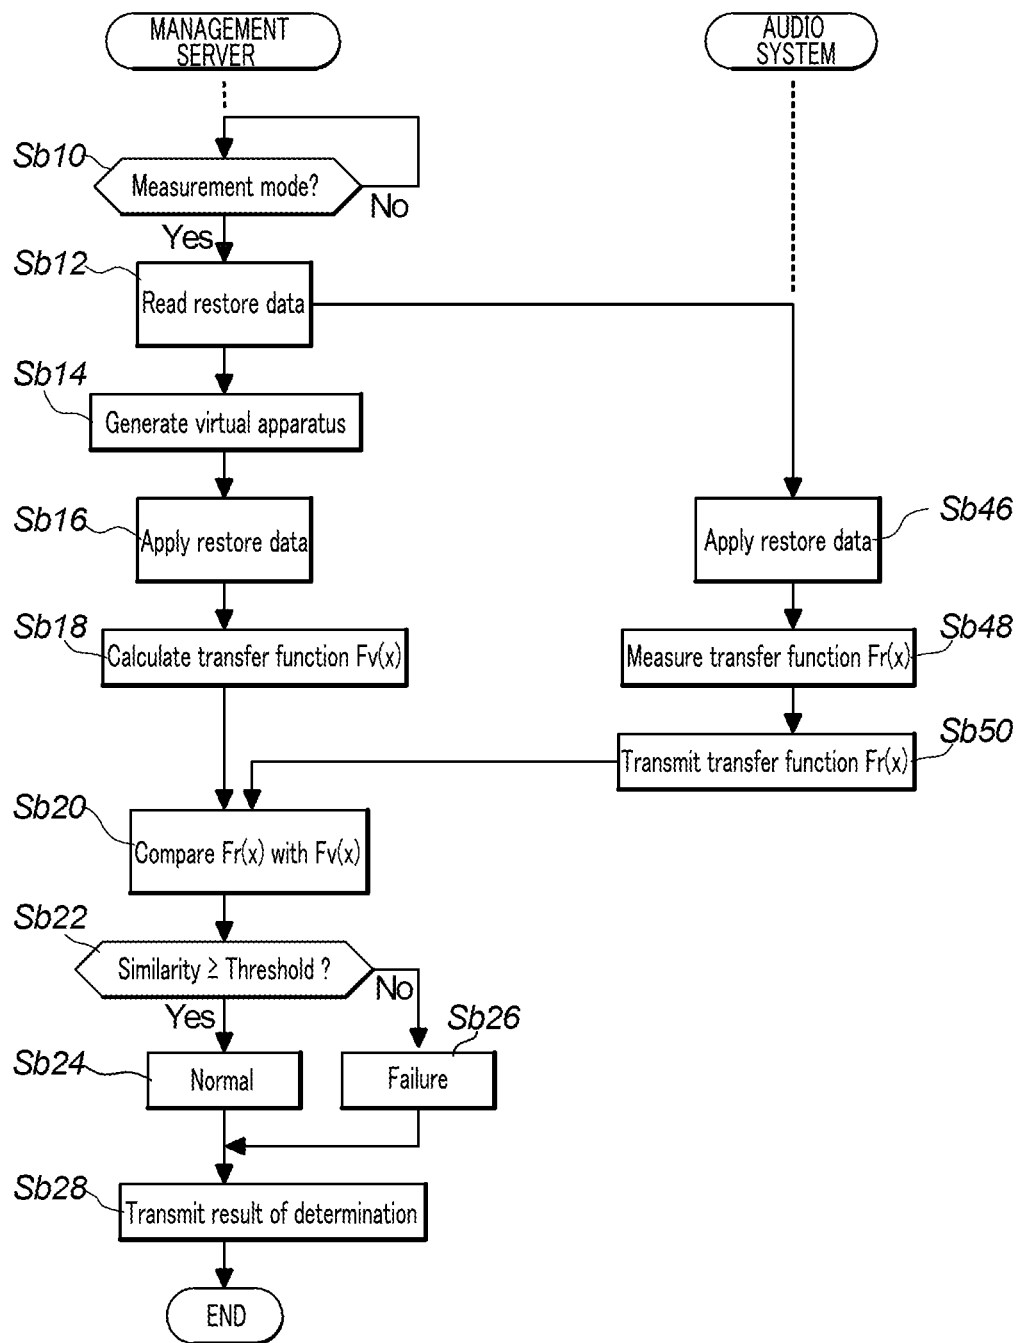 MANAGEMENT
SERVER
AUDIO
SYSTEM
Sb10
Measurement mode?
No
Yes
Sb12
Read restore data
Sb14
Generate virtual apparatus
Sb16
Apply restore data
Apply restore data
Sb46
Sb18
Calculate transfer function Fv(x)
Measure transfer function Fr(x)
Sb48
Transmit transfer function Fr(x)
Sb50
Sb20
Compare Fr(x) with Fv(x)
Sb22
Similarity ≧ Threshold ?
No
Yes
Sb24
Normal
Sb26
Failure
Sb28
Transmit result of determination
END